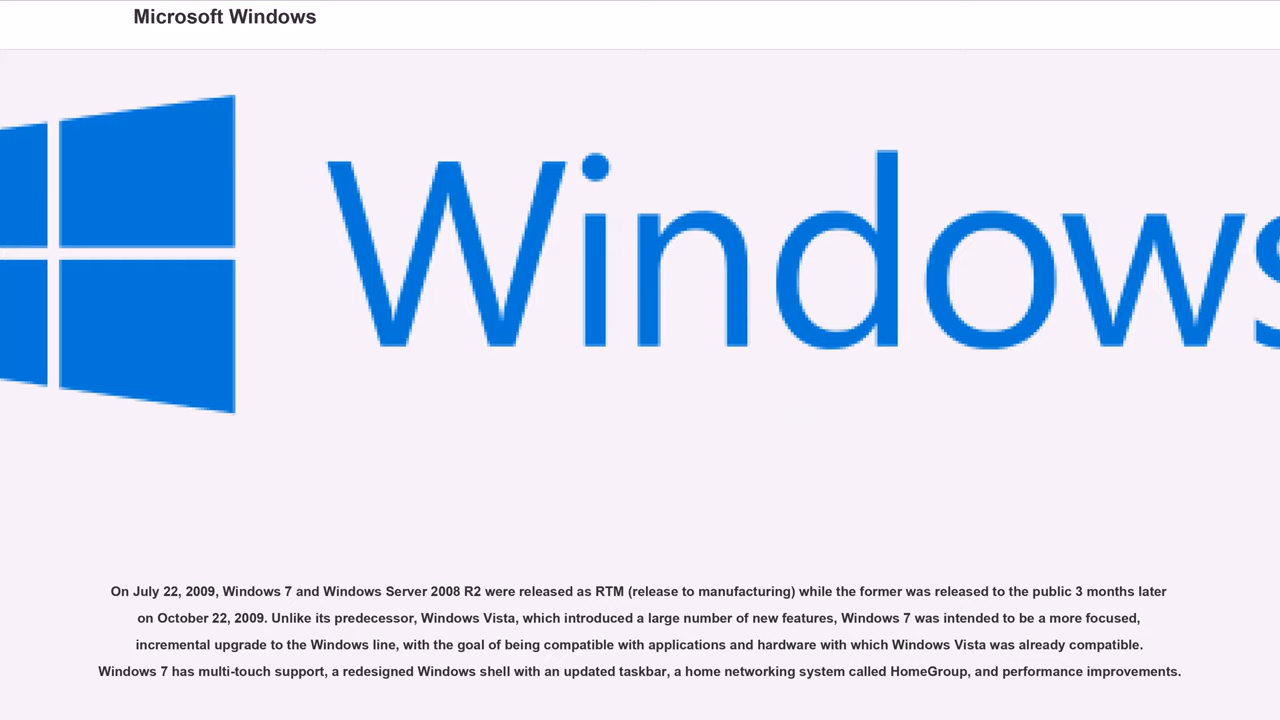 Microsoft Windows
Windows
On July 22, 2009, Windows 7 and Windows Server 2008 R2 were released as RTM (release to manufacturing) while the former was released to the public 3 months later
on October 22, 2009. Unlike its predecessor, Windows Vista, which introduced a large number of new features, Windows 7 was intended to be a more focused,
incremental upgrade to the Windows line, with the goal of being compatible with applications and hardware with which Windows Vista was already compatible.
Windows 7 has multi-touch support, a redesigned Windows shell with an updated taskbar, a home networking system called HomeGroup, and performance improvements.